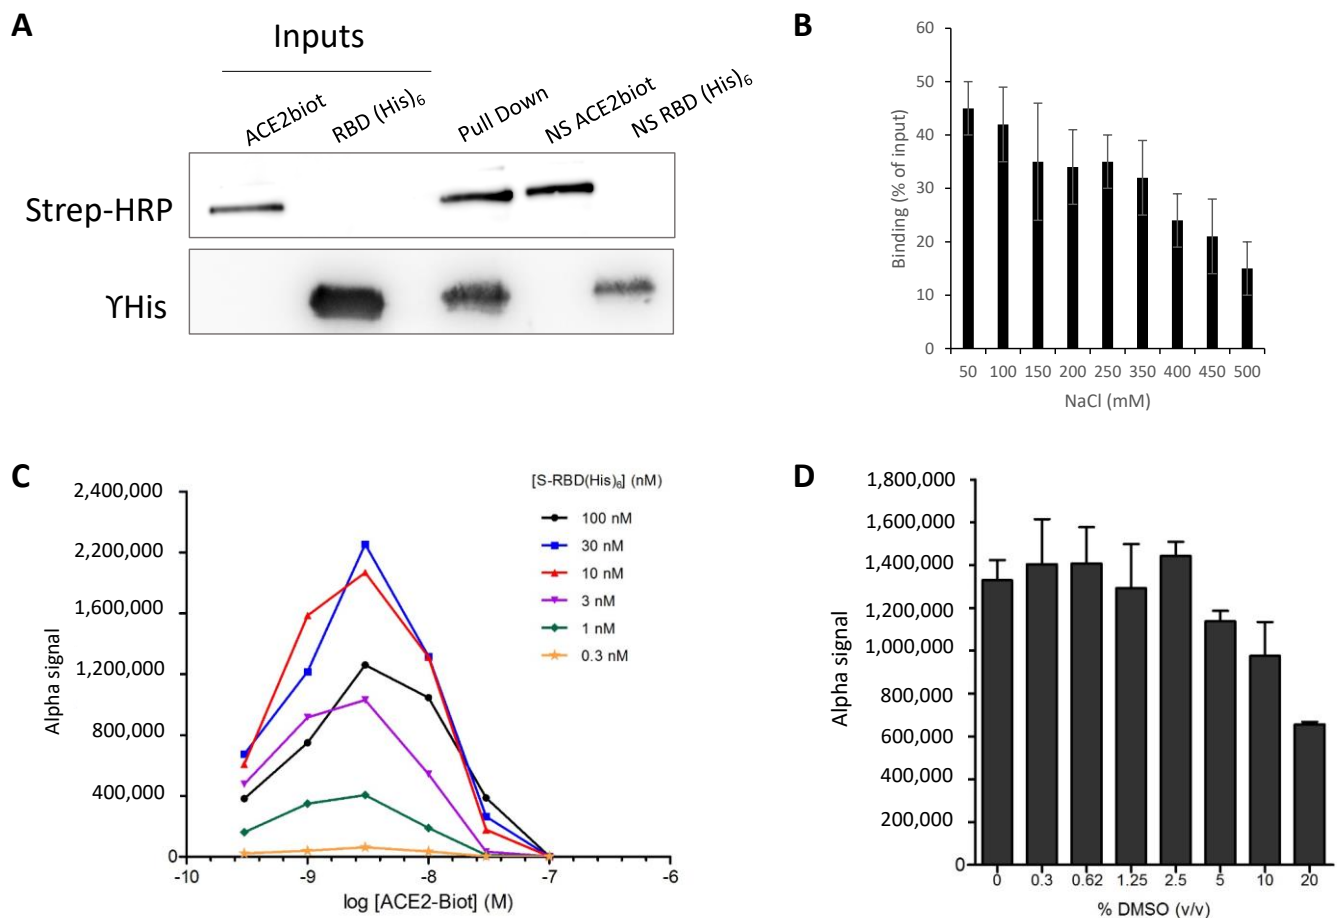 A
Inputs
ACE2biot
RBD (His)₆
Pull Down
NS ACE2biot
NS RBD (His)₆
Strep-HRP
ϒHis
B
60
50
40
30
20
10
0
Binding (% of input)
50 100 150 200 250 350 400 450 500
NaCl (mM)
C
2,400,000
2,200,000
1,600,000
1,200,000
800,000
400,000
0
Alpha signal
-10 -9 -8 -7 -6
log [ACE2-Biot] (M)
[S-RBD(His)₆] (nM)
100 nM
30 nM
10 nM
3 nM
1 nM
0.3 nM
D
1,800,000
1,600,000
1,400,000
1,200,000
1,000,000
800,000
600,000
400,000
200,000
0
Alpha signal
0 0.3 0.62 1.25 2.5 5 10 20
% DMSO (v/v)